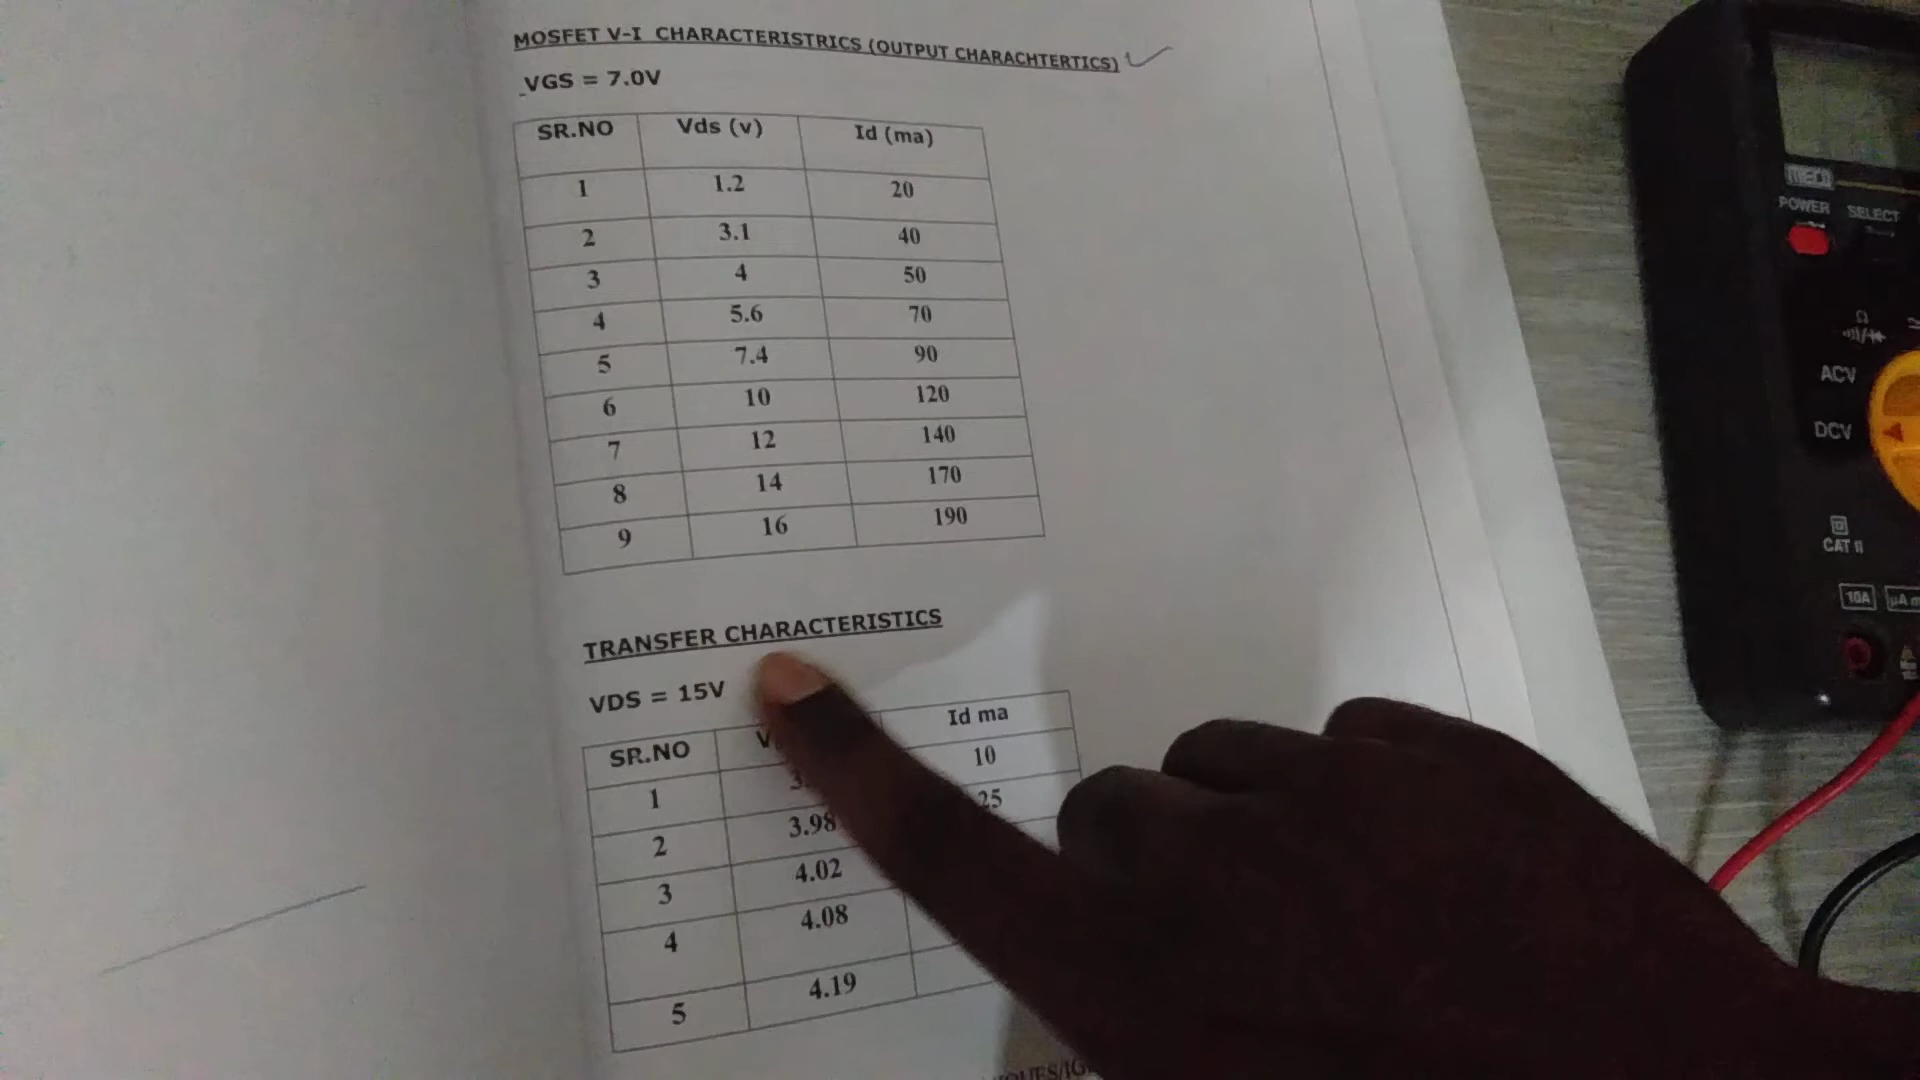 MOSFET V-I CHARACTERISTRICS (OUTPUT CHARACHTERTICS)
VGS = 7.0V
SR.NO Vds (v) Id (ma)
1 1.2 20
2 3.1 40
3 4 50
4 5.6 70
5 7.4 90
6 10 120
7 12 140
8 14 170
9 16 190
TRANSFER CHARACTERISTICS
VDS = 15V
SR.NO Id ma
1 10
2 3.98 25
3 4.02
4 4.08
5 4.19
MECO
POWER SELECT
Ω
ACV
DCV
CAT II
10A